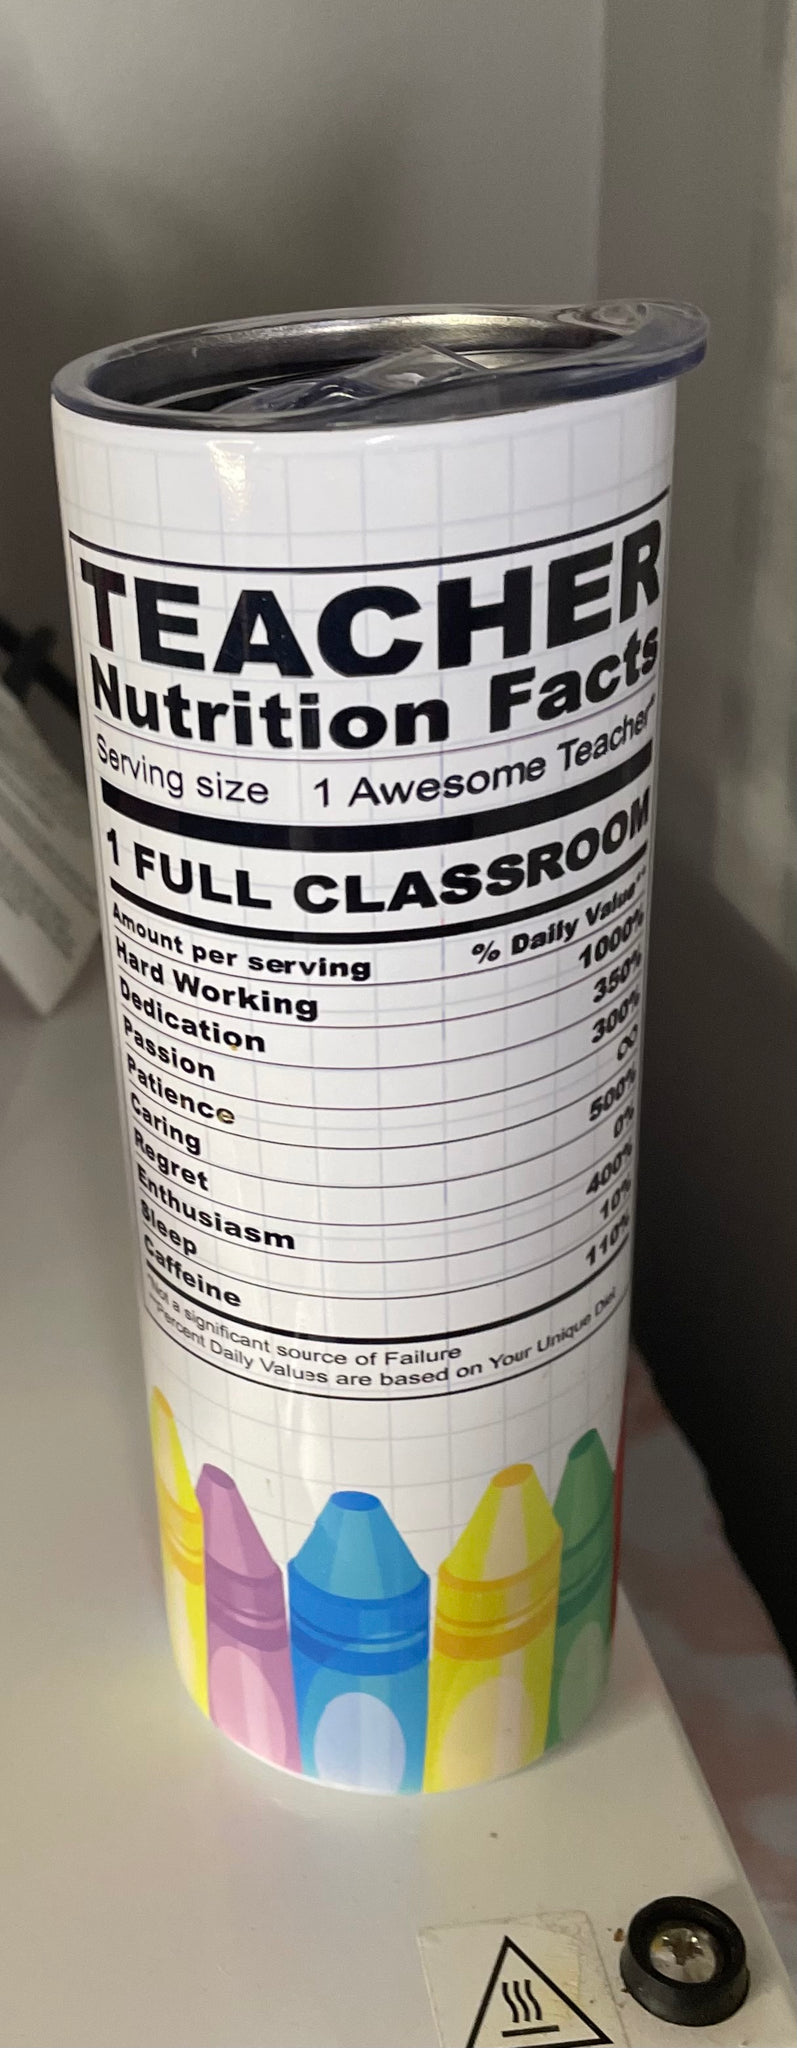 TEACHER
Nutrition Facts
Serving size 1 Awesome Teacher*
1 FULL CLASSROOM
Amount per serving % Daily Value**
Hard Working 1000%
Dedication 350%
Passion 300%
Patience ∞
Caring 500%
Regret 0%
Enthusiasm 400%
Sleep 10%
Caffeine 110%
*Not a significant source of Failure
**Percent Daily Values are based on Your Unique Diet